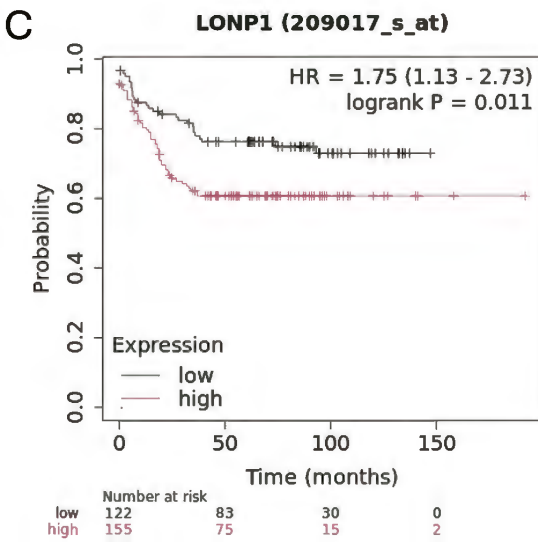 C
LONP1 (209017_s_at)
HR = 1.75 (1.13 - 2.73)
logrank P = 0.011
Probability
1.0
0.8
0.6
0.4
0.2
0.0
Expression
low
high
0 50 100 150
Time (months)
Number at risk
low 122 83 30 0
high 155 75 15 2